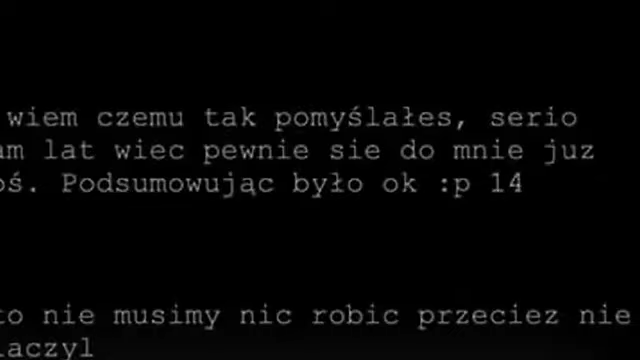 wiem czemu tak pomyślałes, serio
am lat wiec pewnie sie do mnie juz
oś. Podsumowując było ok :p 14
to nie musimy nic robic przeciez nie
laczyl